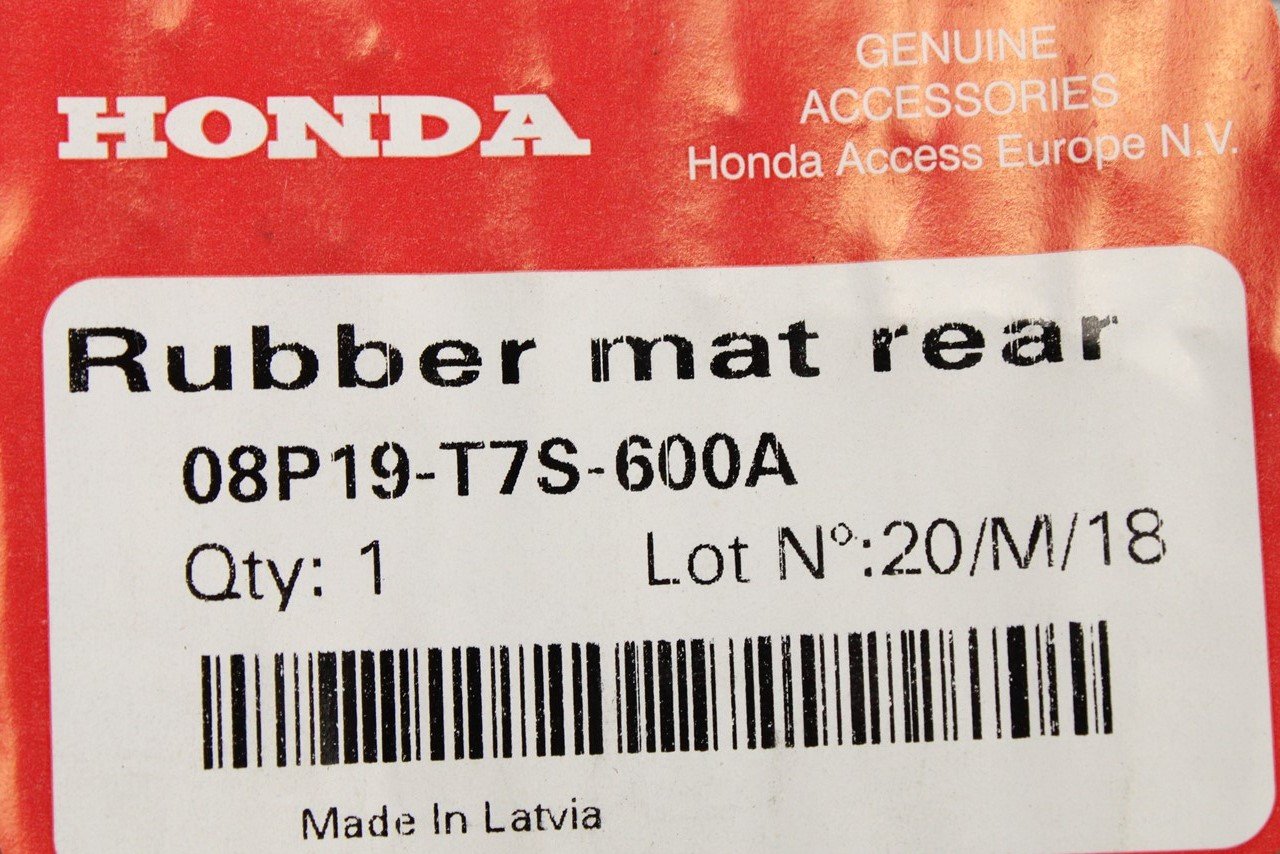 HONDA
GENUINE
ACCESSORIES
Honda Access Europe N.V.
Rubber mat rear
08P19-T7S-600A
Qty: 1
Lot Nº:20/M/18
Made In Latvia